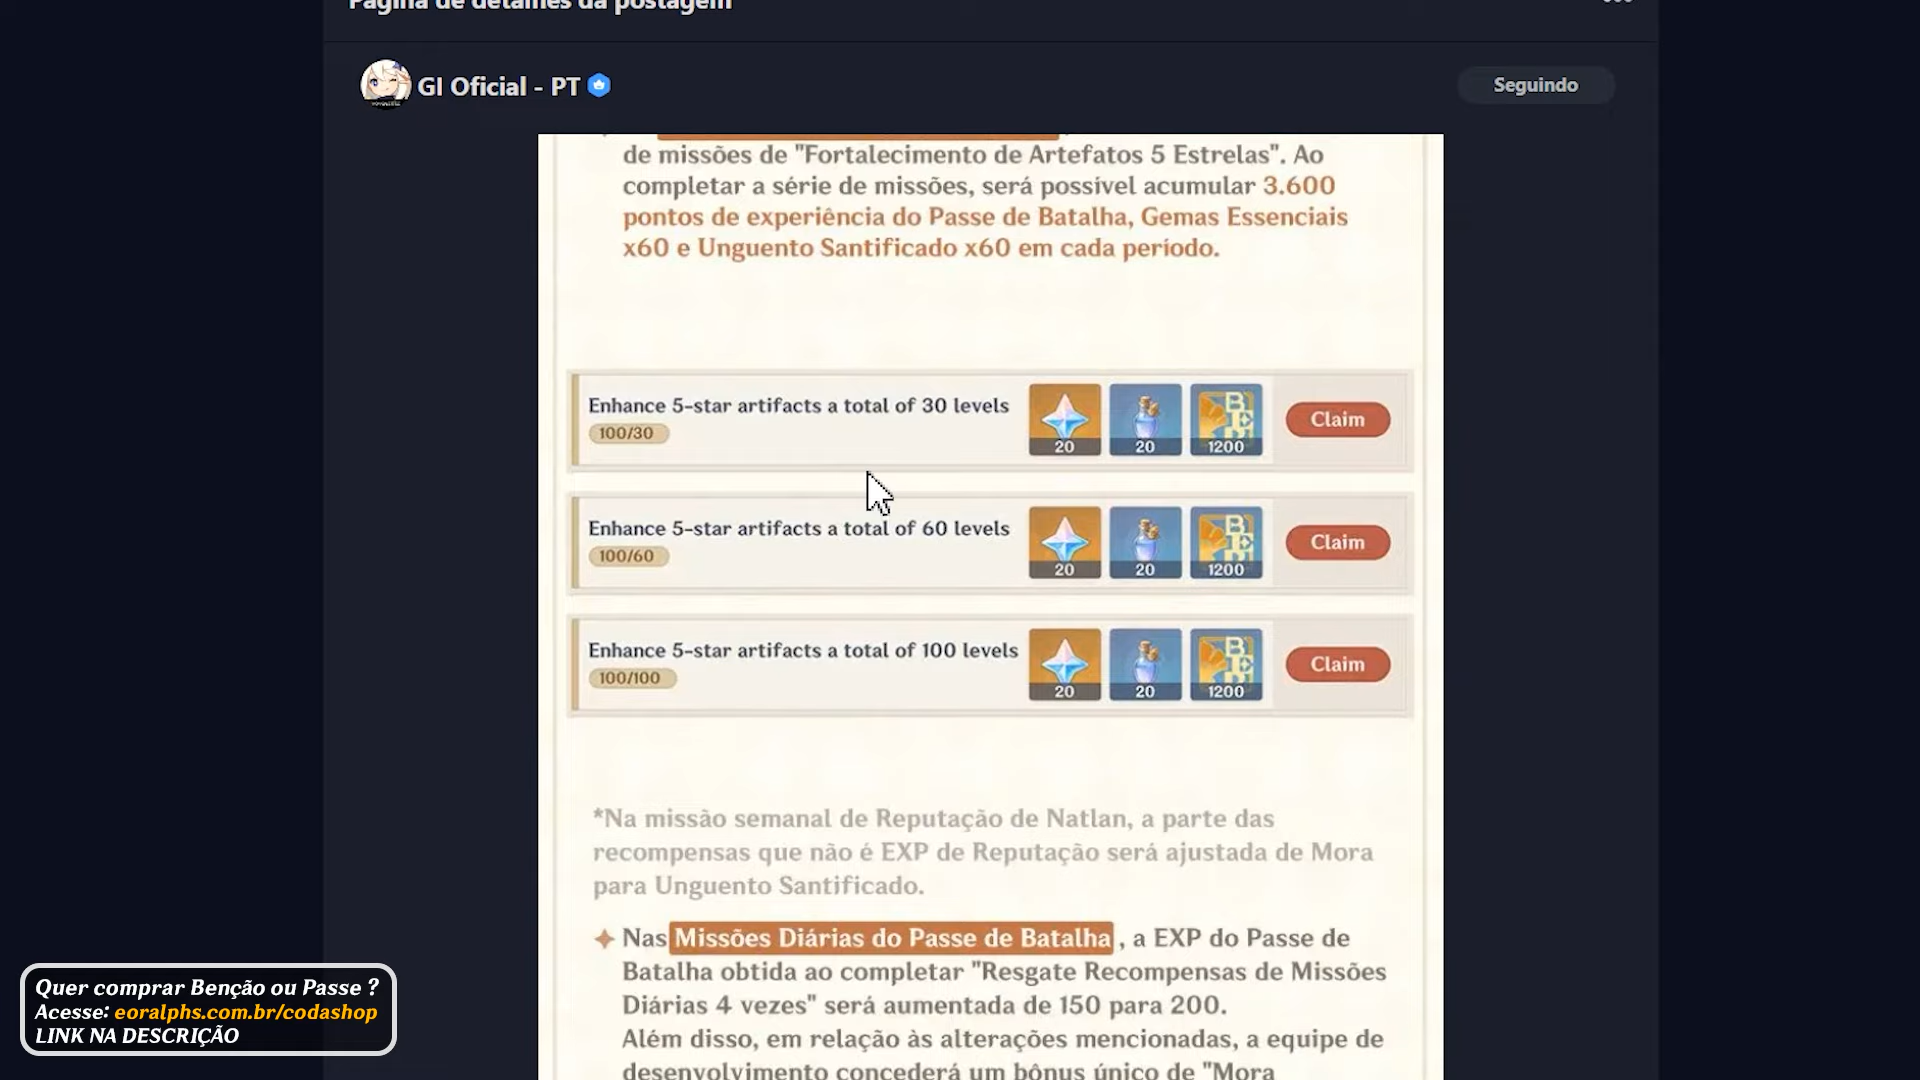 Página de detalhes da postagem
GI Oficial - PT
Seguindo
de missões de "Fortalecimento de Artefatos 5 Estrelas". Ao
completar a série de missões, será possível acumular 3.600
pontos de experiência do Passe de Batalha, Gemas Essenciais
x60 e Unguento Santificado x60 em cada período.
Enhance 5-star artifacts a total of 30 levels
100/30
20
20
1200
Claim
Enhance 5-star artifacts a total of 60 levels
100/60
20
20
1200
Claim
Enhance 5-star artifacts a total of 100 levels
100/100
20
20
1200
Claim
*Na missão semanal de Reputação de Natlan, a parte das
recompensas que não é EXP de Reputação será ajustada de Mora
para Unguento Santificado.
Nas Missões Diárias do Passe de Batalha, a EXP do Passe de
Batalha obtida ao completar "Resgate Recompensas de Missões
Diárias 4 vezes" será aumentada de 150 para 200.
Além disso, em relação às alterações mencionadas, a equipe de
desenvolvimento concederá um bônus único de "Mora
Quer comprar Benção ou Passe ?
Acesse: eoralphs.com.br/codashop
LINK NA DESCRIÇÃO